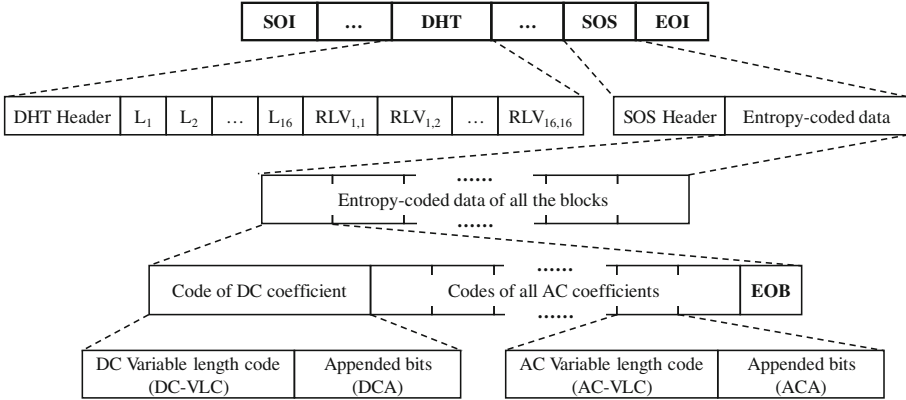 SOI ... DHT ... SOS EOI
DHT Header L1 L2 ... L16 RLV1,1 RLV1,2 ... RLV16,16 SOS Header Entropy-coded data
......
Entropy-coded data of all the blocks
......
......
Code of DC coefficient Codes of all AC coefficients EOB
......
DC Variable length code Appended bits AC Variable length code Appended bits
(DC-VLC) (DCA) (AC-VLC) (ACA)